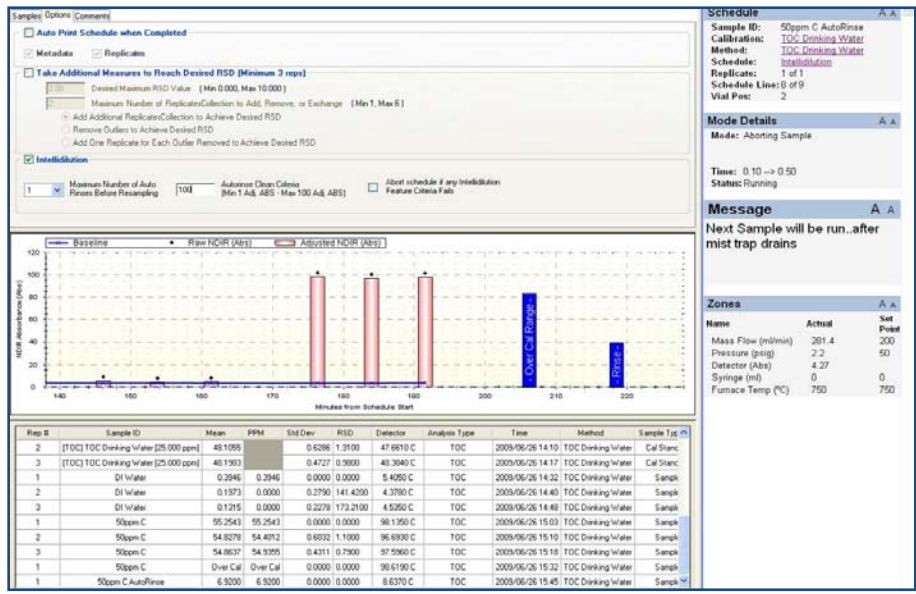 Samples Options Comments
Auto Print Schedule when Completed
Metadata Replicates
Take Additional Measures to Reach Desired RSD (Minimum 3 reps)
2.00 Desired Maximum RSD Value ( Min 0.000, Max 10.000 )
2 Maximum Number of ReplicatesCollection to Add, Remove, or Exchange ( Min 1, Max 6 )
Add Additional ReplicatesCollection to Achieve Desired RSD
Remove Outliers to Achieve Desired RSD
Add One Replicate for Each Outlier Removed to Achieve Desired RSD
Intellidilution
1 Maximum Number of Auto Rinses Before Resampling
100 Autorinse Clean Criteria (Min 1 Adj. ABS - Max 100 Adj. ABS)
Abort schedule if any Intellidilution Feature Criteria Fails
Baseline Raw NDIR (Abs) Adjusted NDIR (Abs)
NDIR Absorbance (Abs)
120
100
80
60
40
20
0
- Over Cal Range -
- Rinse -
140 150 160 170 180 190 200 210 220
Minutes from Schedule Start
Rep # Sample ID Mean PPM Std Dev RSD Detector Analysis Type Time Method Sample Typ
2 [TOC] TOC Drinking Water [25.000 ppm] 48.1055 0.6286 1.3100 47.6610 C TOC 2009/06/26 14:10 TOC Drinking Water Cal Stanc
3 [TOC] TOC Drinking Water [25.000 ppm] 48.1983 0.4727 0.9800 48.3840 C TOC 2009/06/26 14:17 TOC Drinking Water Cal Stanc
1 DI Water 0.3946 0.3946 0.0000 0.0000 5.4050 C TOC 2009/06/26 14:32 TOC Drinking Water Sampl
2 DI Water 0.1973 0.0000 0.2790 141.4200 4.3780 C TOC 2009/06/26 14:40 TOC Drinking Water Sampl
3 DI Water 0.1315 0.0000 0.2278 173.2100 4.5350 C TOC 2009/06/26 14:48 TOC Drinking Water Sampl
1 50ppm C 55.2543 55.2543 0.0000 0.0000 98.1350 C TOC 2009/06/26 15:03 TOC Drinking Water Sampl
2 50ppm C 54.8278 54.4012 0.6032 1.1000 96.6930 C TOC 2009/06/26 15:10 TOC Drinking Water Sampl
3 50ppm C 54.8637 54.9355 0.4311 0.7900 97.5960 C TOC 2009/06/26 15:18 TOC Drinking Water Sampl
1 50ppm C Over Cal Over Cal 0.0000 0.0000 98.6190 C TOC 2009/06/26 15:32 TOC Drinking Water Sampl
1 50ppm C AutoRinse 6.9200 6.9200 0.0000 0.0000 8.6370 C TOC 2009/06/26 15:45 TOC Drinking Water Sampl
Schedule A A
Sample ID: 50ppm C AutoRinse
Calibration: TOC Drinking Water
Method: TOC Drinking Water
Schedule: Intellidilution
Replicate: 1 of 1
Schedule Line: 8 of 9
Vial Pos: 2
Mode Details A A
Mode: Aborting Sample
Time: 0.10 --> 0.50
Status: Running
Message A A
Next Sample will be run..after
mist trap drains
Zones A A
Name Actual Set Point
Mass Flow (ml/min) 281.4 200
Pressure (psig) 2.2 50
Detector (Abs) 4.27
Syringe (ml) 0 0
Furnace Temp (ºC) 750 750